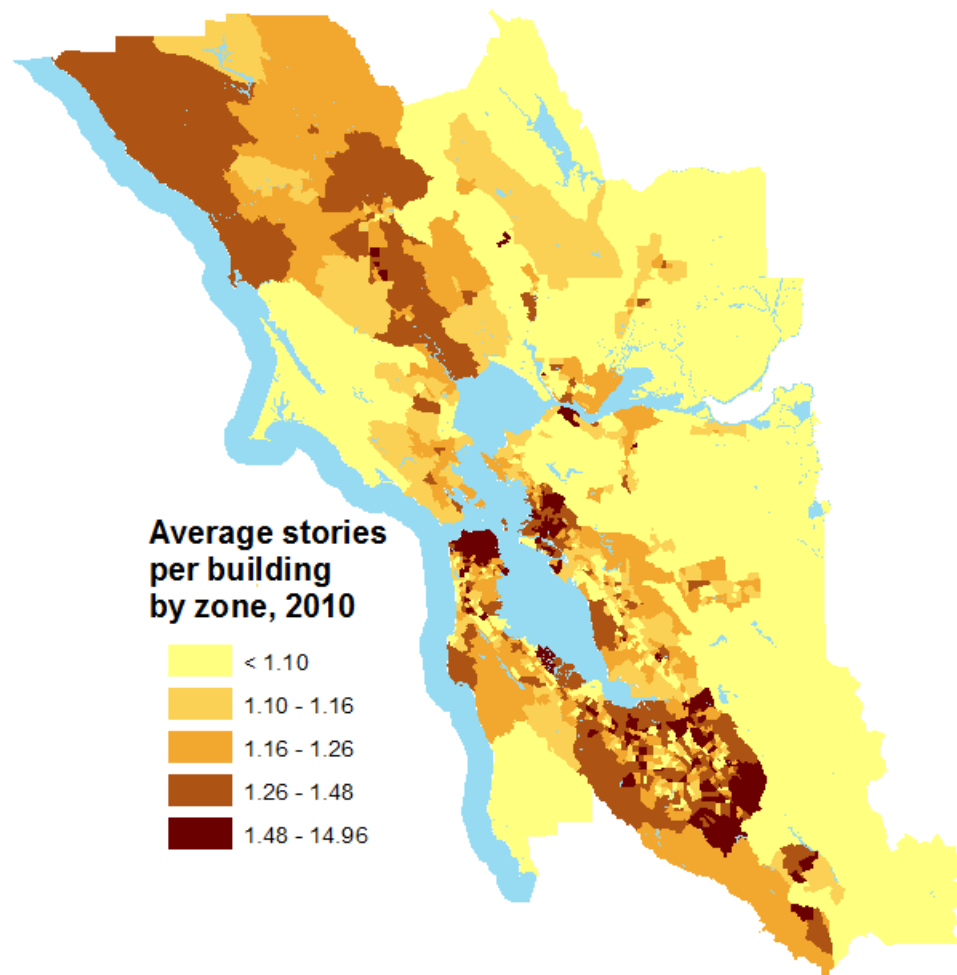 Average stories
per building
by zone, 2010
< 1.10
1.10 - 1.16
1.16 - 1.26
1.26 - 1.48
1.48 - 14.96